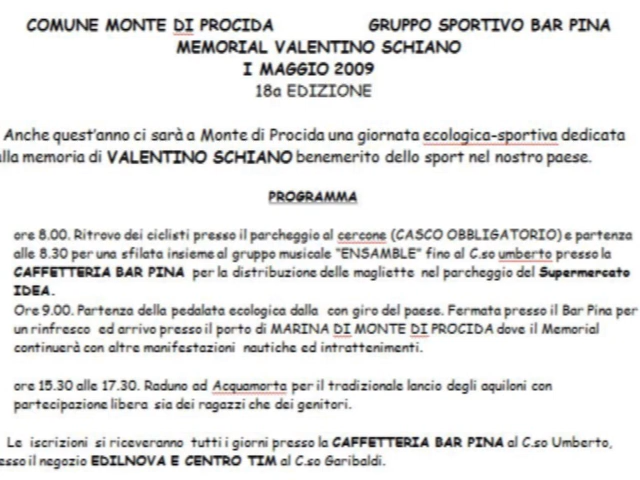 COMUNE MONTE DI PROCIDA GRUPPO SPORTIVO BAR PINA
MEMORIAL VALENTINO SCHIANO
I MAGGIO 2009
18a EDIZIONE
Anche quest'anno ci sarà a Monte di Procida una giornata ecologica-sportiva dedicata
alla memoria di VALENTINO SCHIANO benemerito dello sport nel nostro paese.
PROGRAMMA
ore 8.00. Ritrovo dei ciclisti presso il parcheggio al cercone (CASCO OBBLIGATORIO) e partenza
alle 8.30 per una sfilata insieme al gruppo musicale "ENSAMBLE" fino al C.so umberto presso la
CAFFETTERIA BAR PINA per la distribuzione delle magliette nel parcheggio del Supermercato
IDEA.
Ore 9.00. Partenza della pedalata ecologica dalla con giro del paese. Fermata presso il Bar Pina per
un rinfresco ed arrivo presso il porto di MARINA DI MONTE DI PROCIDA dove il Memorial
continuerà con altre manifestazioni nautiche ed intrattenimenti.
ore 15.30 alle 17.30. Raduno ad Acquamorta per il tradizionale lancio degli aquiloni con
partecipazione libera sia dei ragazzi che dei genitori.
Le iscrizioni si riceveranno tutti i giorni presso la CAFFETTERIA BAR PINA al C.so Umberto,
esso il negozio EDILNOVA E CENTRO TIM al C.so Garibaldi.